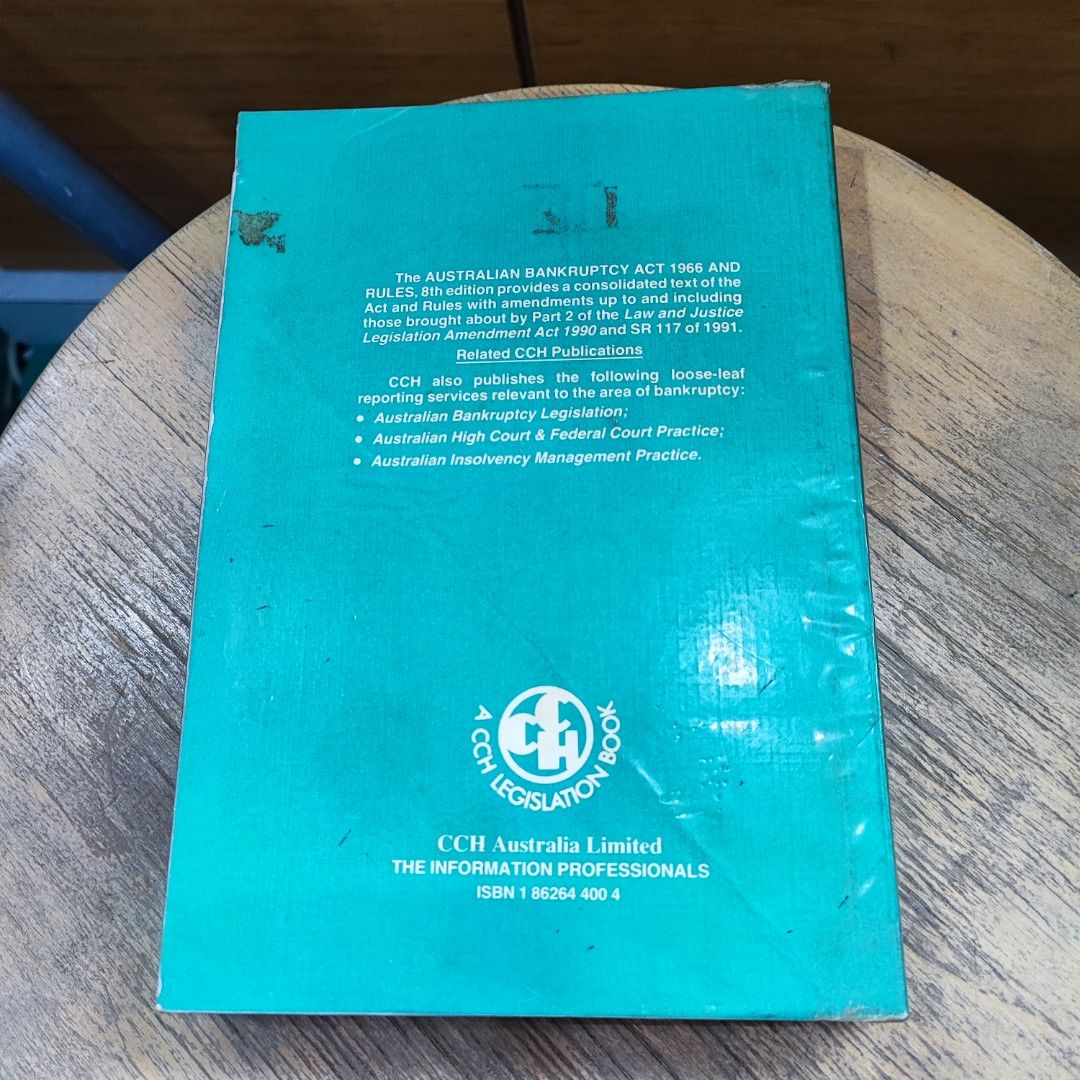 The AUSTRALIAN BANKRUPTCY ACT 1966 AND
RULES, 8th edition provides a consolidated text of the
Act and Rules with amendments up to and including
those brought about by Part 2 of the Law and Justice
Legislation Amendment Act 1990 and SR 117 of 1991.
Related CCH Publications
CCH also publishes the following loose-leaf
reporting services relevant to the area of bankruptcy:
• Australian Bankruptcy Legislation;
• Australian High Court & Federal Court Practice;
• Australian Insolvency Management Practice.
CCH
A CCH LEGISLATION BOOK
CCH Australia Limited
THE INFORMATION PROFESSIONALS
ISBN 1 86264 400 4